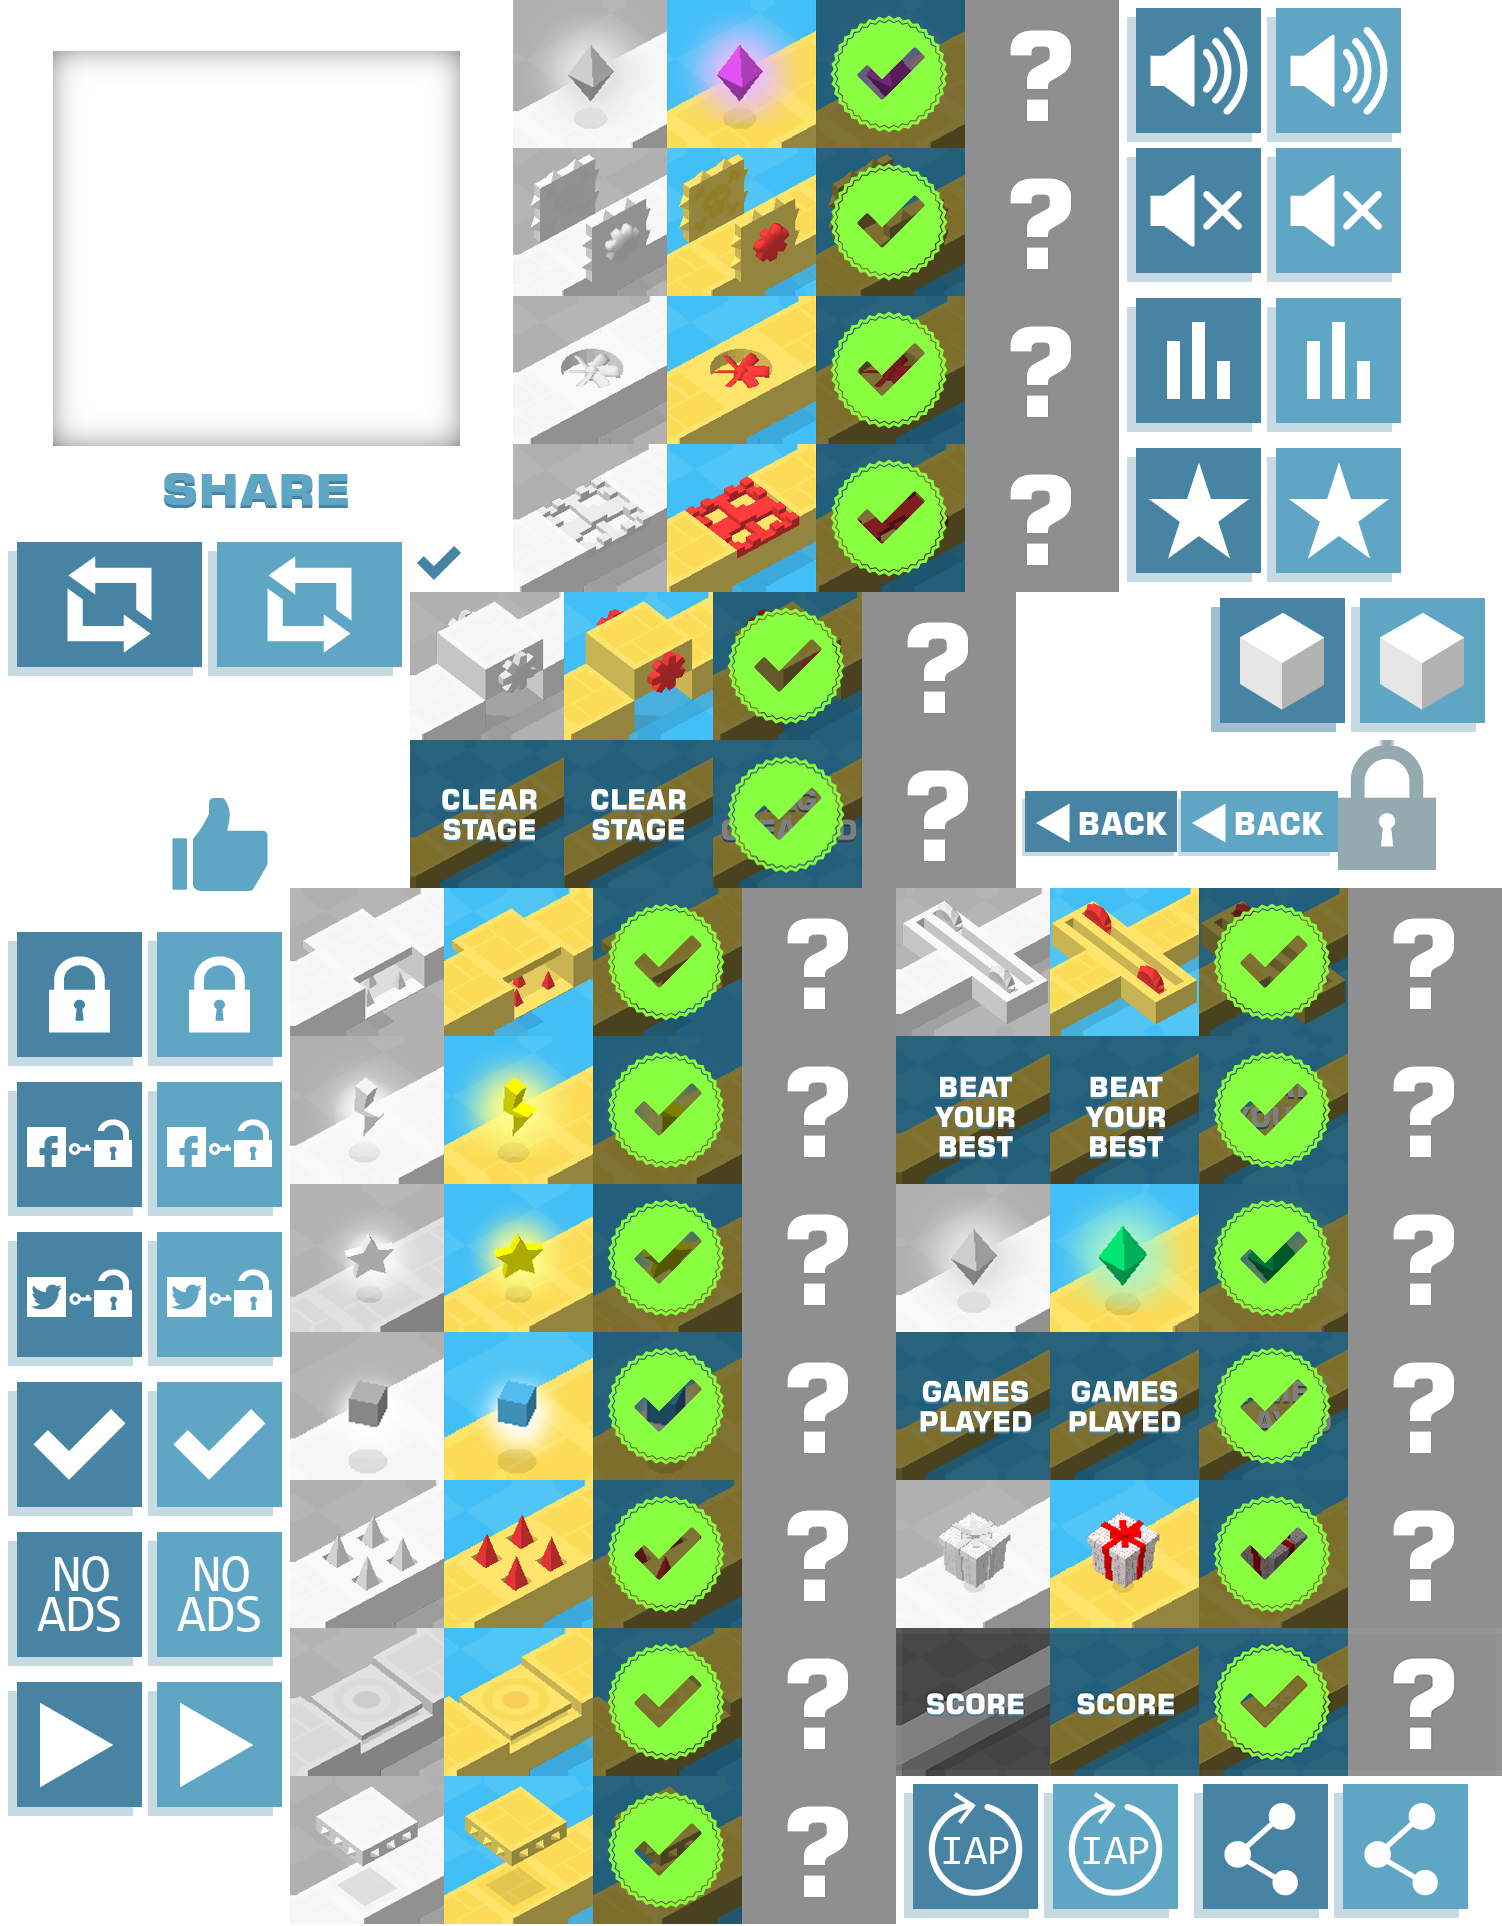 ?
?
?
?
SHARE
?
CLEAR
STAGE
CLEAR
STAGE
?
BACK
BACK
?
?
?
BEAT
YOUR
BEST
BEAT
YOUR
BEST
?
?
?
?
GAMES
PLAYED
GAMES
PLAYED
?
NO
ADS
NO
ADS
?
?
?
SCORE
SCORE
?
?
IAP
IAP